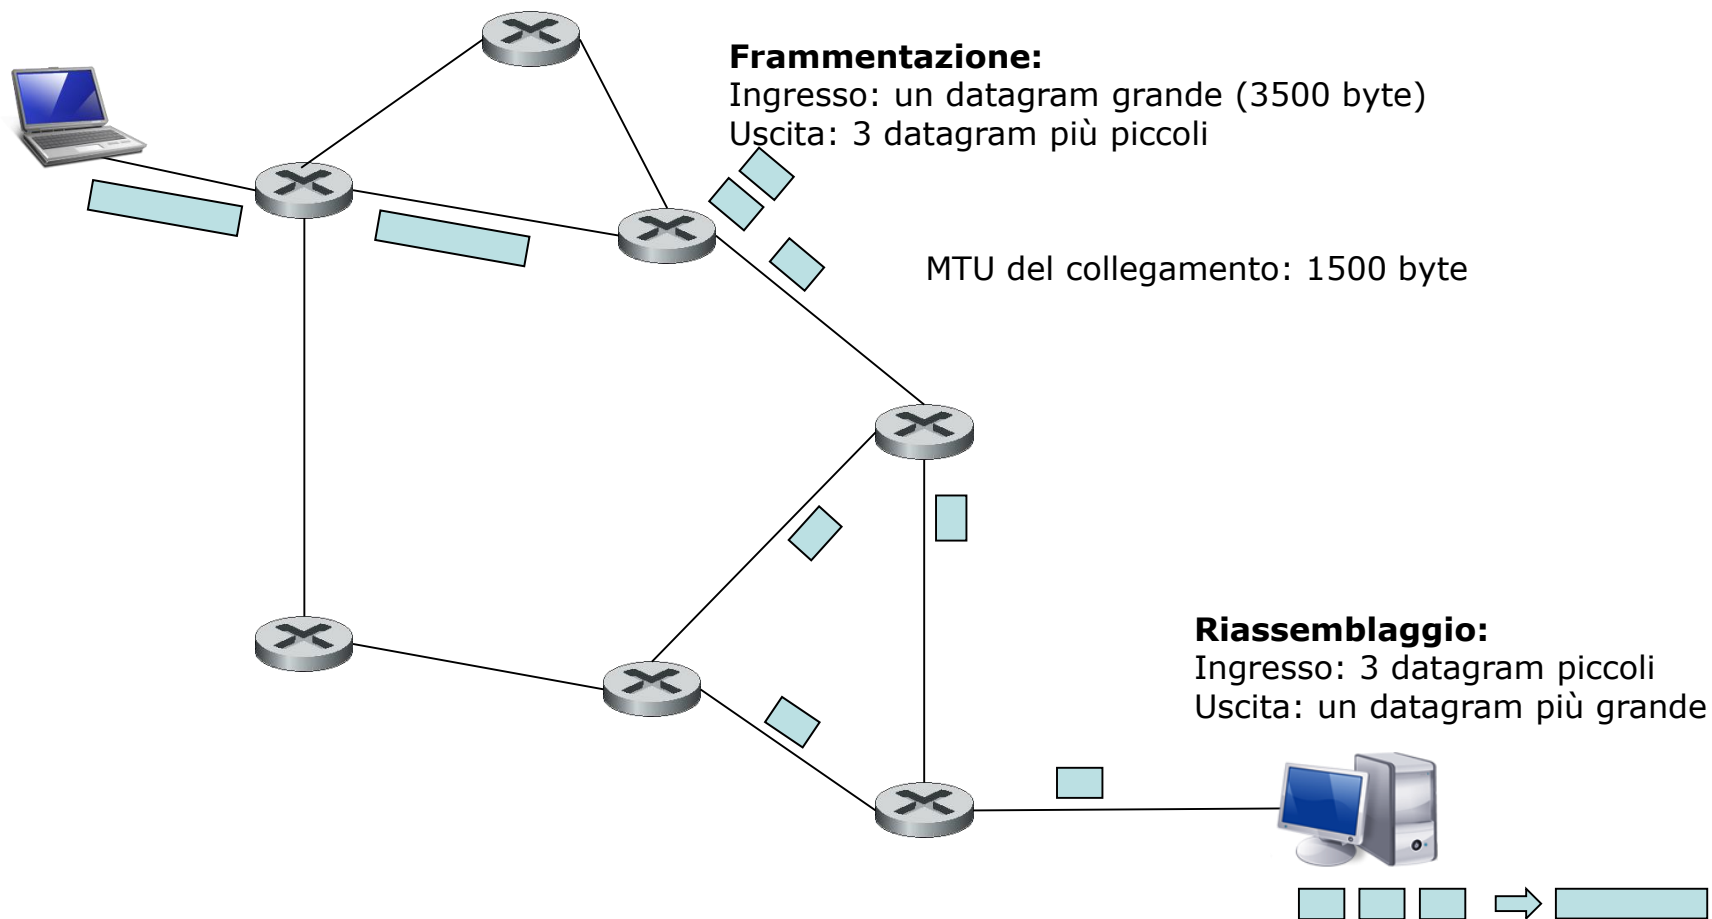 Frammentazione:
Ingresso: un datagram grande (3500 byte)
Uscita: 3 datagram più piccoli
MTU del collegamento: 1500 byte
Riassemblaggio:
Ingresso: 3 datagram piccoli
Uscita: un datagram più grande